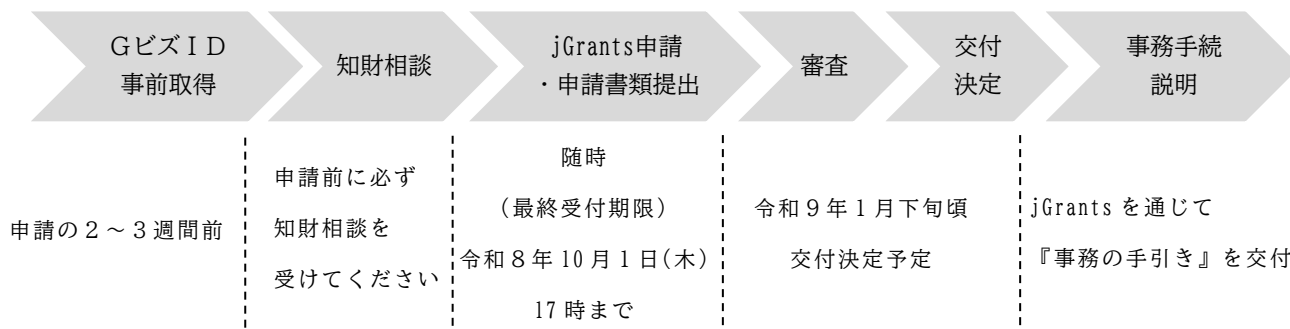 GビズＩＤ
事前取得
知財相談
jGrants申請
・申請書類提出
審査
交付
決定
事務手続
説明
申請の２～３週間前
申請前に必ず
知財相談を
受けてください
随時
（最終受付期限）
令和８年10月１日(木)
17時まで
令和９年１月下旬頃
交付決定予定
jGrantsを通じて
『事務の手引き』を交付